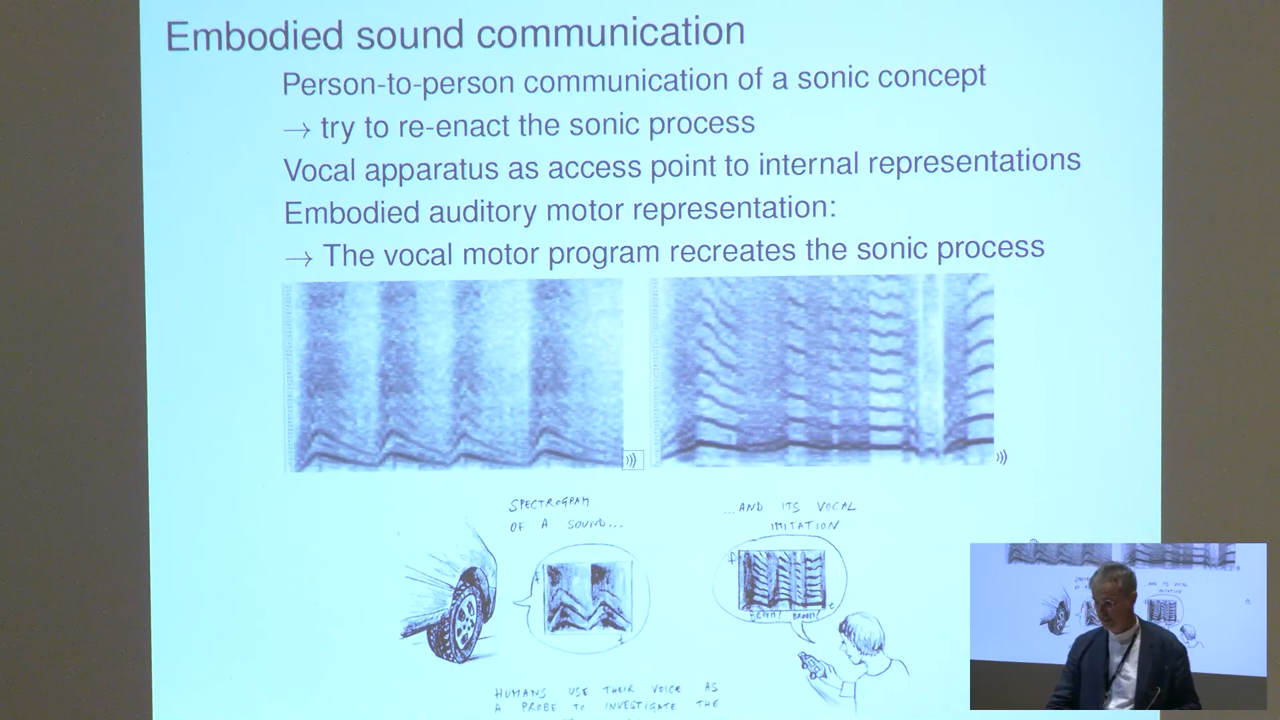 Embodied sound communication
Person-to-person communication of a sonic concept
→ try to re-enact the sonic process
Vocal apparatus as access point to internal representations
Embodied auditory motor representation:
→ The vocal motor program recreates the sonic process
SPECTROGRAM
OF A SOUND...
...AND ITS VOCAL
IMITATION
f
t
f
t
BROOM! BROOM!
HUMANS USE THEIR VOICE AS
A PROBE TO INVESTIGATE THE